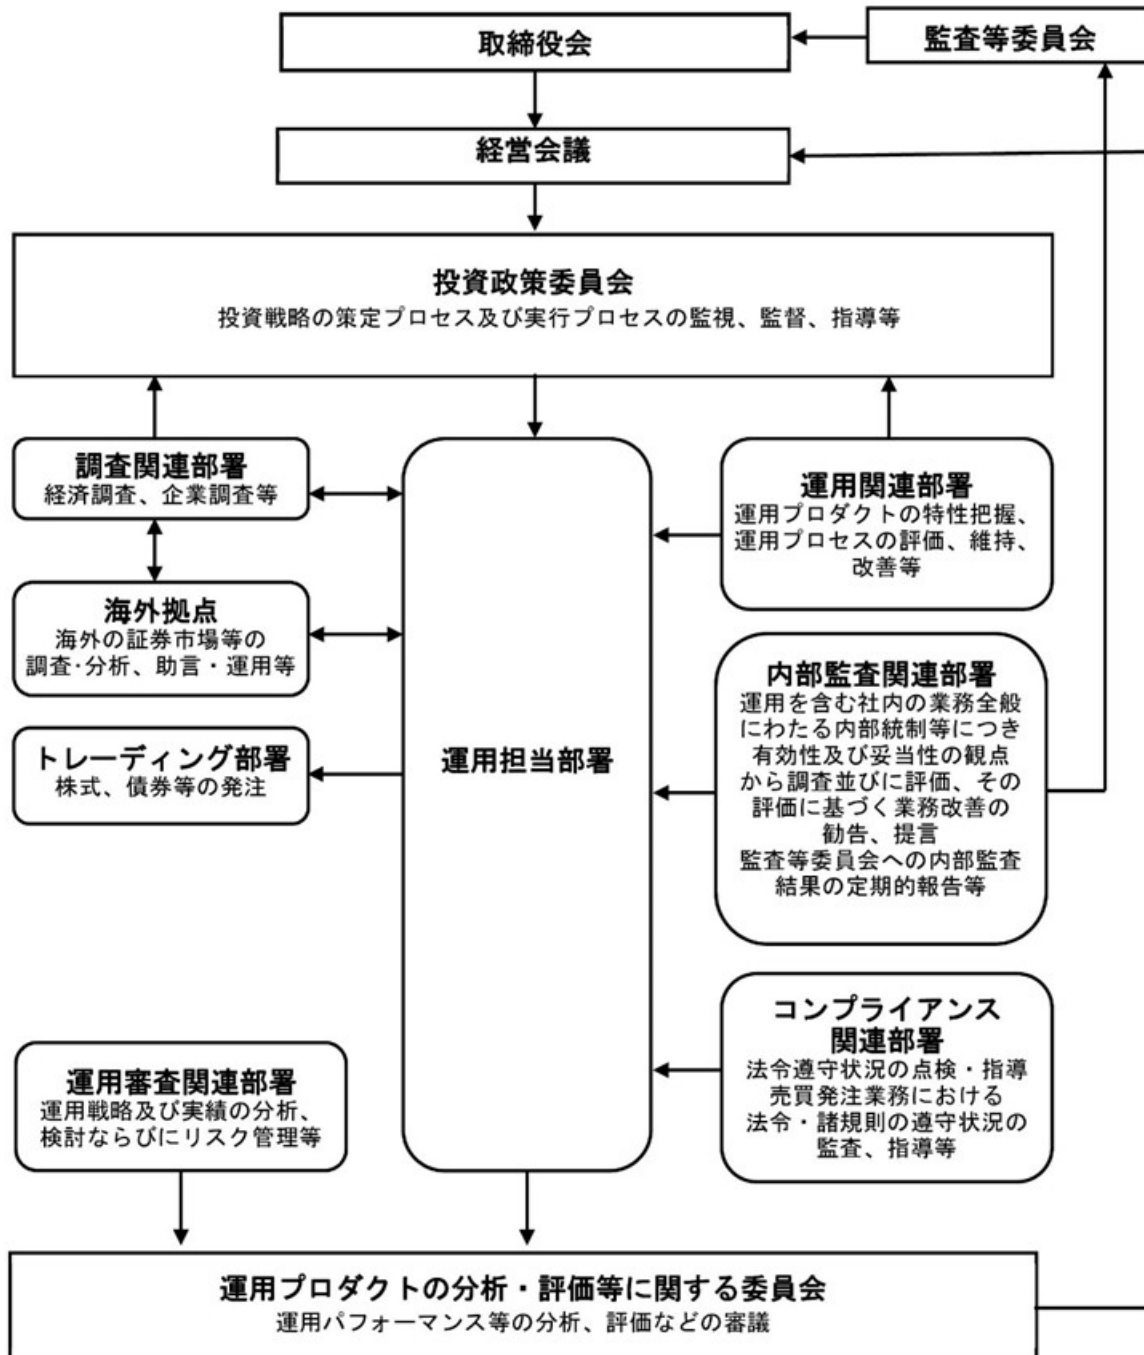 取締役会
監査等委員会
経営会議
投資政策委員会
投資戦略の策定プロセス及び実行プロセスの監視、監督、指導等
調査関連部署
経済調査、企業調査等
海外拠点
海外の証券市場等の
調査・分析、助言・運用等
トレーディング部署
株式、債券等の発注
運用担当部署
運用関連部署
運用プロダクトの特性把握、
運用プロセスの評価、維持、
改善等
内部監査関連部署
運用を含む社内の業務全般
にわたる内部統制等につき
有効性及び妥当性の観点
から調査並びに評価、その
評価に基づく業務改善の
勧告、提言
監査等委員会への内部監査
結果の定期的報告等
コンプライアンス
関連部署
法令遵守状況の点検・指導
売買発注業務における
法令・諸規則の遵守状況の
監査、指導等
運用審査関連部署
運用戦略及び実績の分析、
検討ならびにリスク管理等
運用プロダクトの分析・評価等に関する委員会
運用パフォーマンス等の分析、評価などの審議